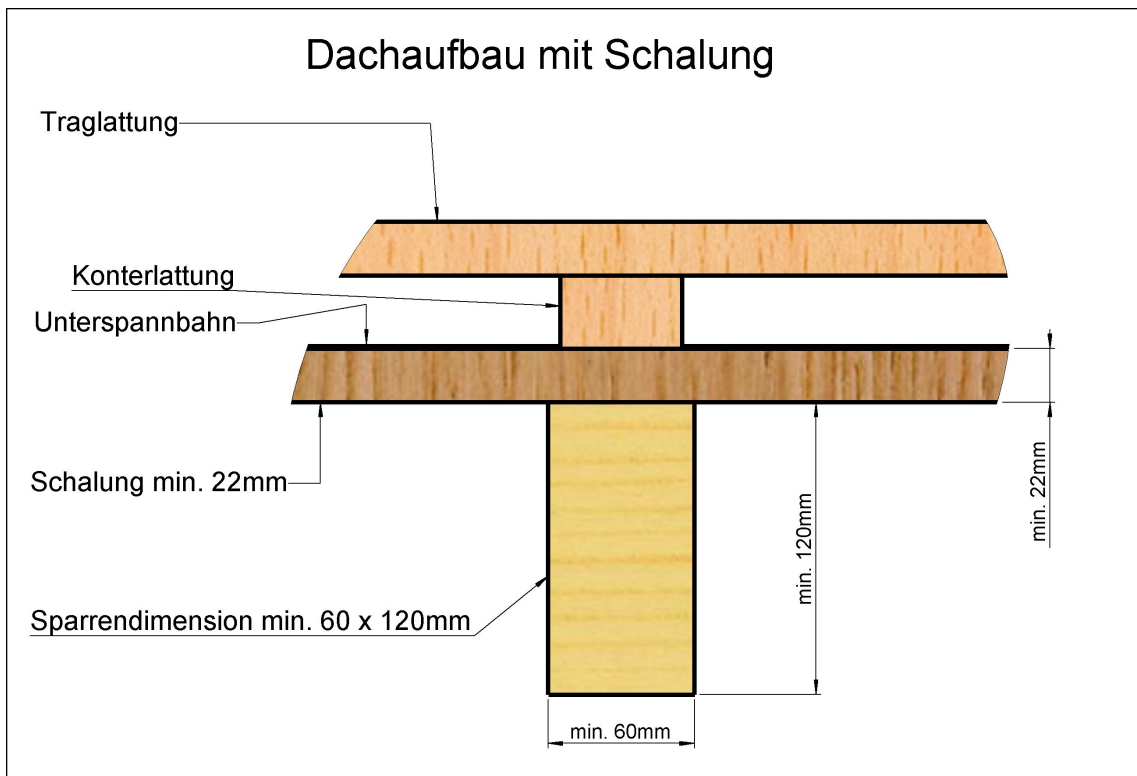 Dachaufbau mit Schalung
Traglattung
Konterlattung
Unterspannbahn
Schalung min. 22mm
Sparrendimension min. 60 x 120mm
min. 120mm
min. 22mm
min. 60mm